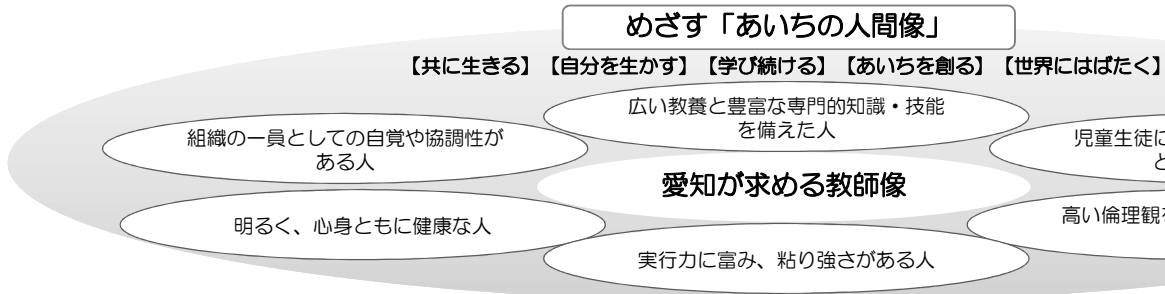 めざす「あいちの人間像」
【共に生きる】【自分を生かす】【学び続ける】【あいちを創る】【世界にはばたく】
広い教養と豊富な専門的知識・技能
を備えた人
組織の一員としての自覚や協調性が
ある人
児童生徒に
と
愛知が求める教師像
明るく、心身ともに健康な人
高い倫理観
実行力に富み、粘り強さがある人